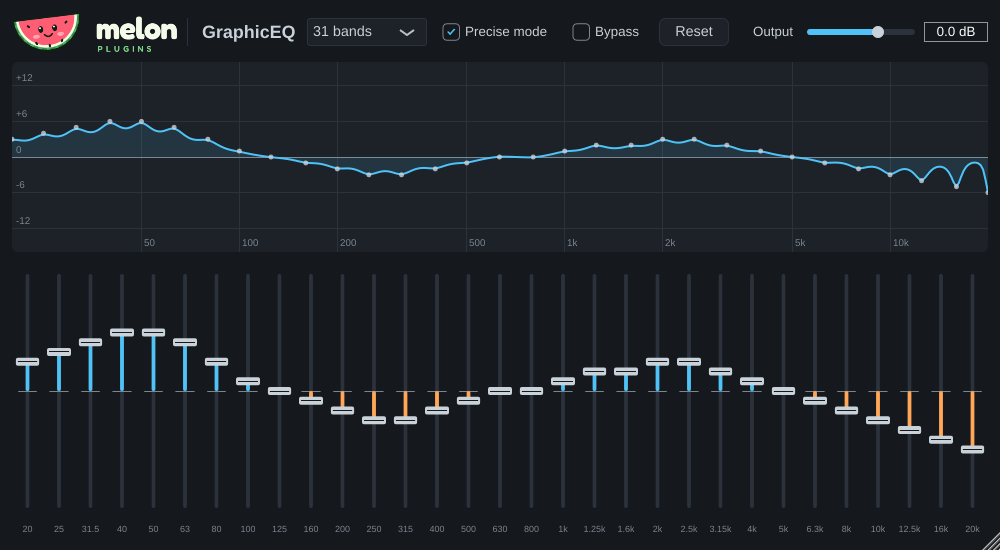 melon
PLUGINS
GraphicEQ
31 bands
Precise mode
Bypass
Reset
Output
0.0 dB
+12
+6
0
-6
-12
50 100 200 500 1k 2k 5k 10k
20 25 31.5 40 50 63 80 100 125 160 200 250 315 400 500 630 800 1k 1.25k 1.6k 2k 2.5k 3.15k 4k 5k 6.3k 8k 10k 12.5k 16k 20k